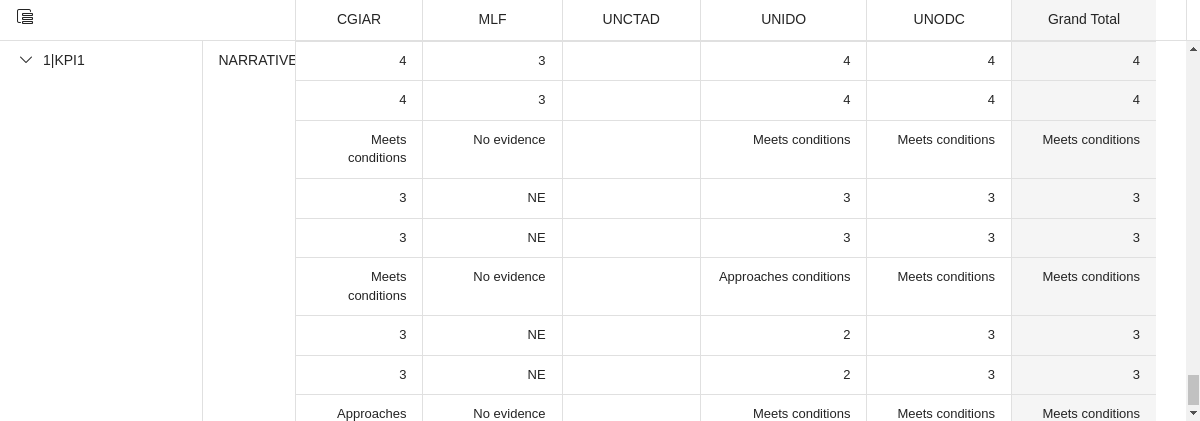 CGIAR MLF UNCTAD UNIDO UNODC Grand Total
1|KPI1 NARRATIVE 4 3 4 4 4
4 3 4 4 4
Meets No evidence Meets conditions Meets conditions Meets conditions
conditions
3 NE 3 3 3
3 NE 3 3 3
Meets No evidence Approaches conditions Meets conditions Meets conditions
conditions
3 NE 2 3 3
3 NE 2 3 3
Approaches No evidence Meets conditions Meets conditions Meets conditions